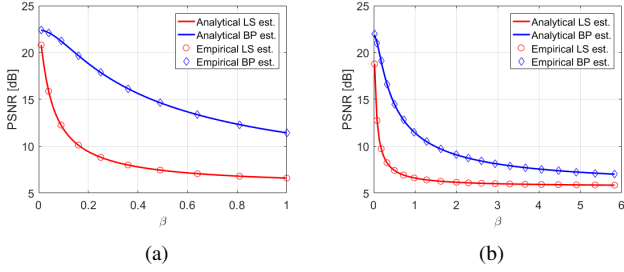 25
20
15
10
5
PSNR [dB]
0
0.2
0.4
0.6
0.8
1
β
Analytical LS est.
Analytical BP est.
Empirical LS est.
Empirical BP est.
(a)
25
20
15
10
5
PSNR [dB]
0
1
2
3
4
5
6
β
Analytical LS est.
Analytical BP est.
Empirical LS est.
Empirical BP est.
(b)